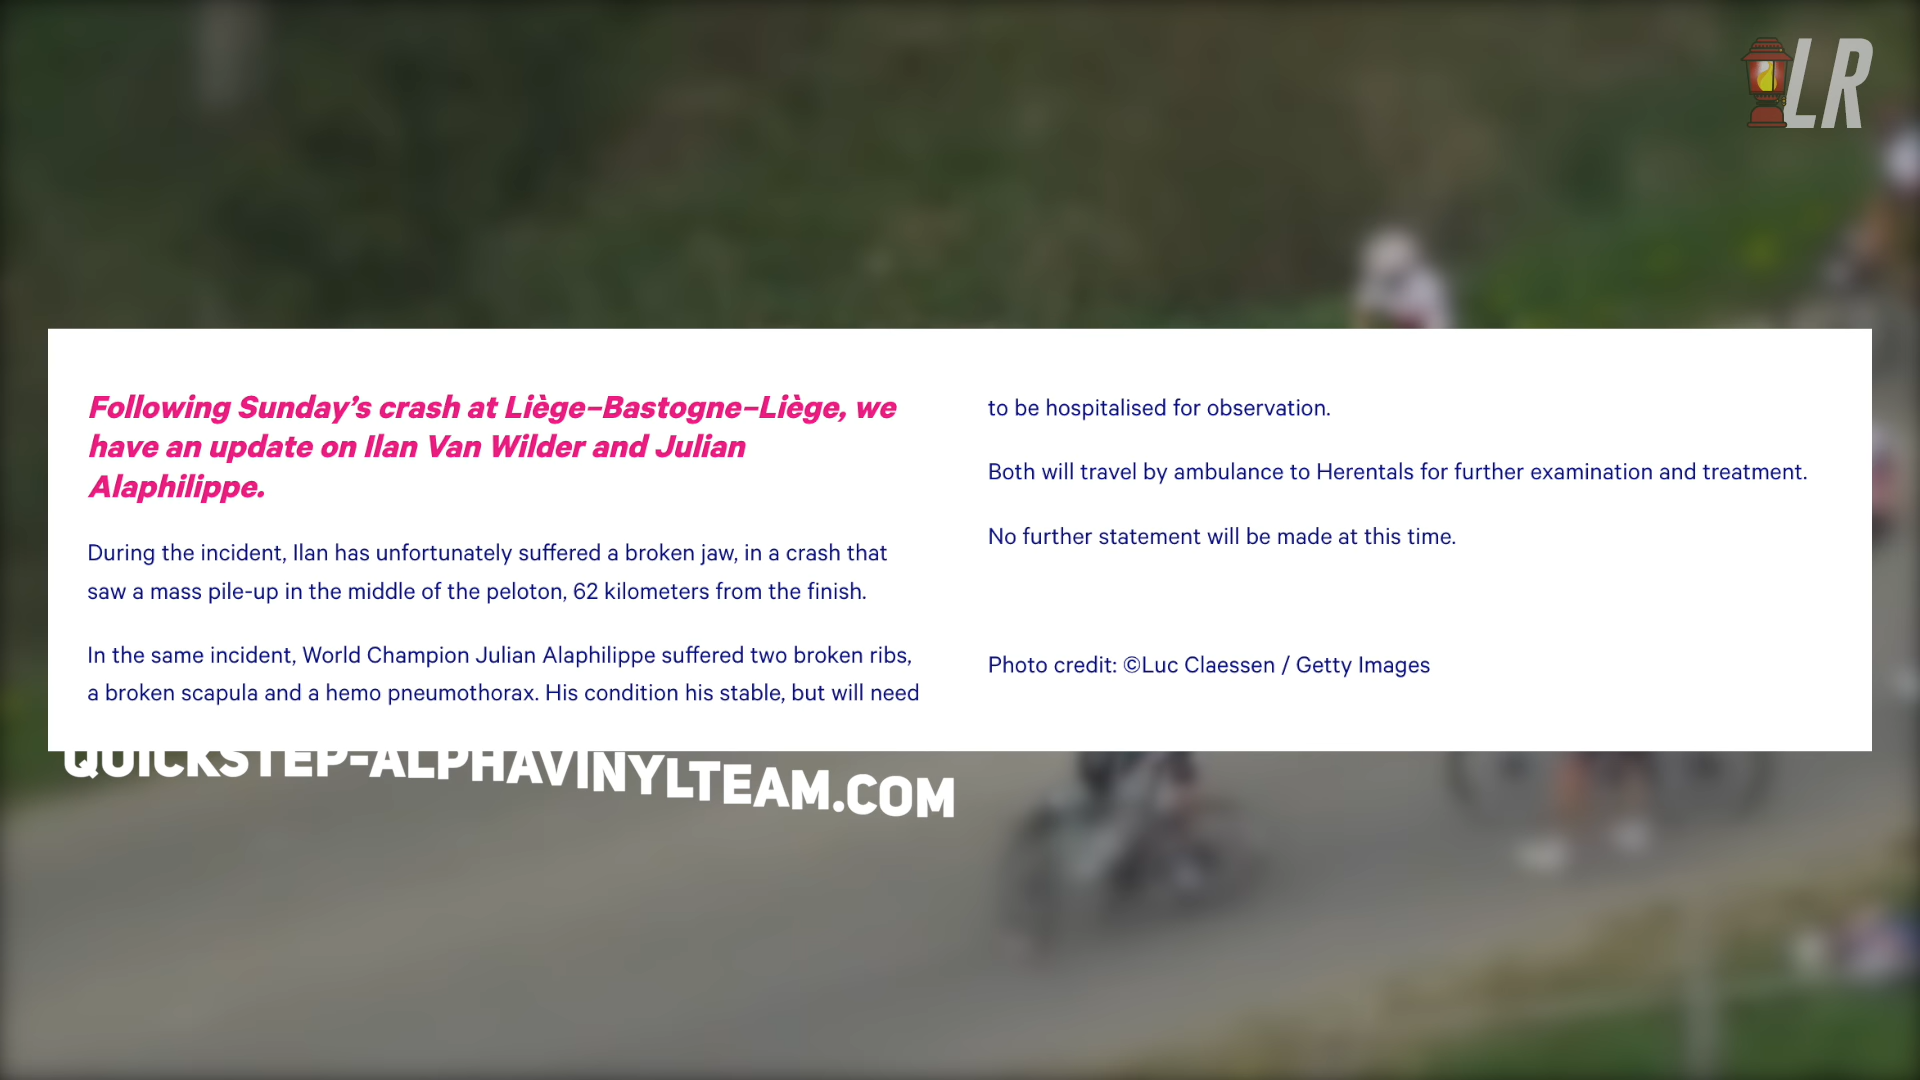 LR
Following Sunday’s crash at Liège–Bastogne–Liège, we
have an update on Ilan Van Wilder and Julian
Alaphilippe.
During the incident, Ilan has unfortunately suffered a broken jaw, in a crash that
saw a mass pile-up in the middle of the peloton, 62 kilometers from the finish.
In the same incident, World Champion Julian Alaphilippe suffered two broken ribs,
a broken scapula and a hemo pneumothorax. His condition his stable, but will need
to be hospitalised for observation.
Both will travel by ambulance to Herentals for further examination and treatment.
No further statement will be made at this time.
Photo credit: ©Luc Claessen / Getty Images
QUICKSTEP-ALPHAVINYLTEAM.COM